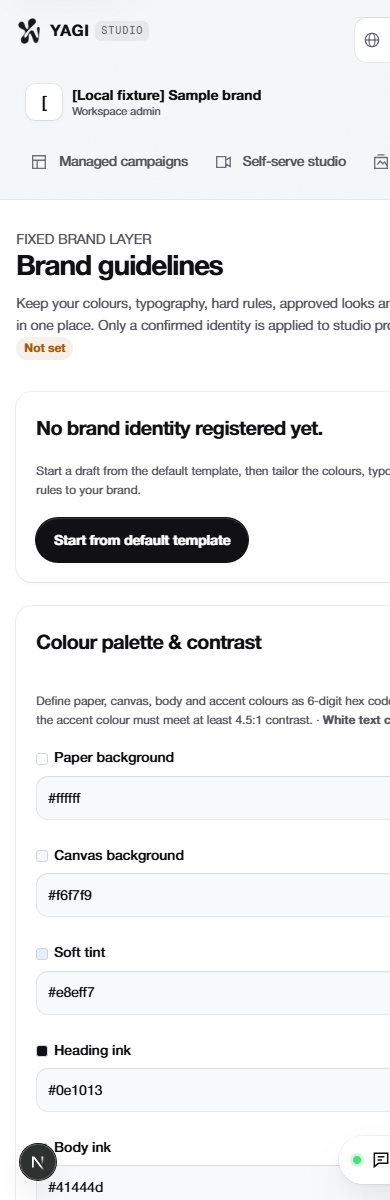 YAGI STUDIO
[
[Local fixture] Sample brand
Workspace admin
Managed campaigns
Self-serve studio
FIXED BRAND LAYER
Brand guidelines
Keep your colours, typography, hard rules, approved looks
in one place. Only a confirmed identity is applied to studio
Not set
No brand identity registered yet.
Start a draft from the default template, then tailor the colours,
rules to your brand.
Start from default template
Colour palette & contrast
Define paper, canvas, body and accent colours as 6-digit hex
the accent colour must meet at least 4.5:1 contrast. · White text
Paper background
#ffffff
Canvas background
#f6f7f9
Soft tint
#e8eff7
Heading ink
#0e1013
Body ink
N
#41444d